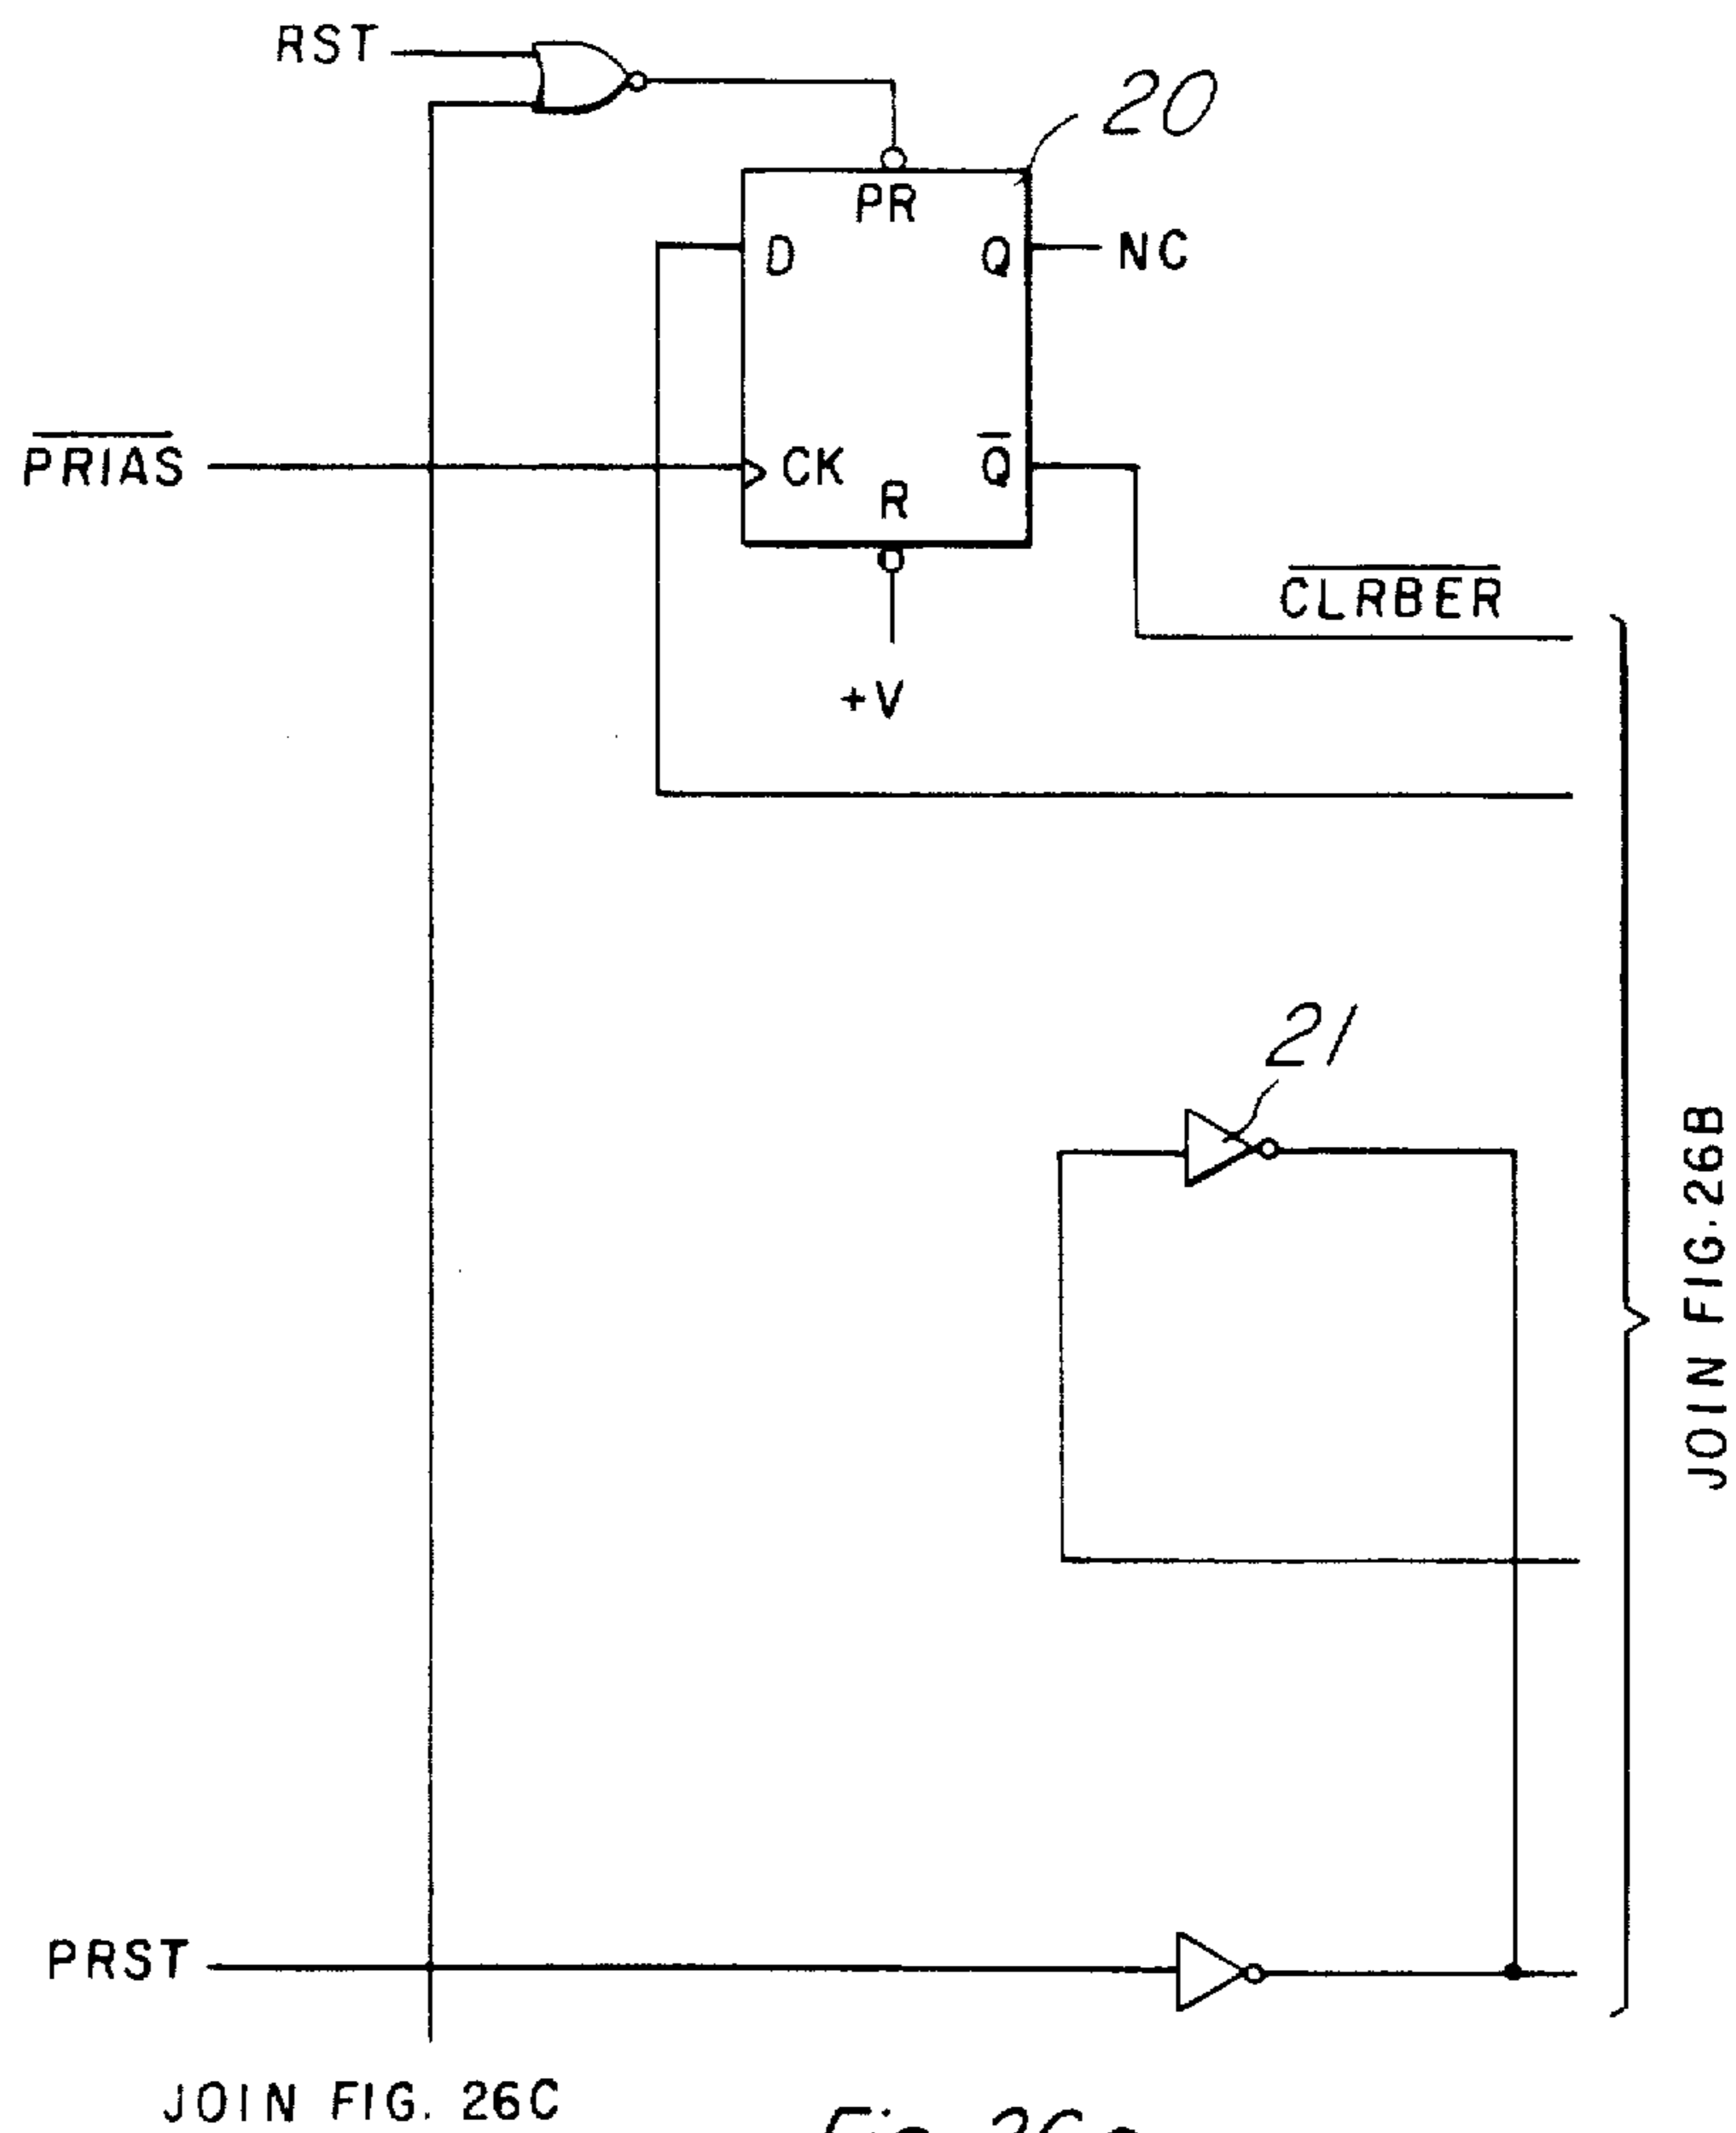 RST
20
PR
D
Q
NC
PRIAS
CK
Q
R
CLRBER
+V
21
JOIN FIG. 26B
PRST
JOIN FIG. 26C